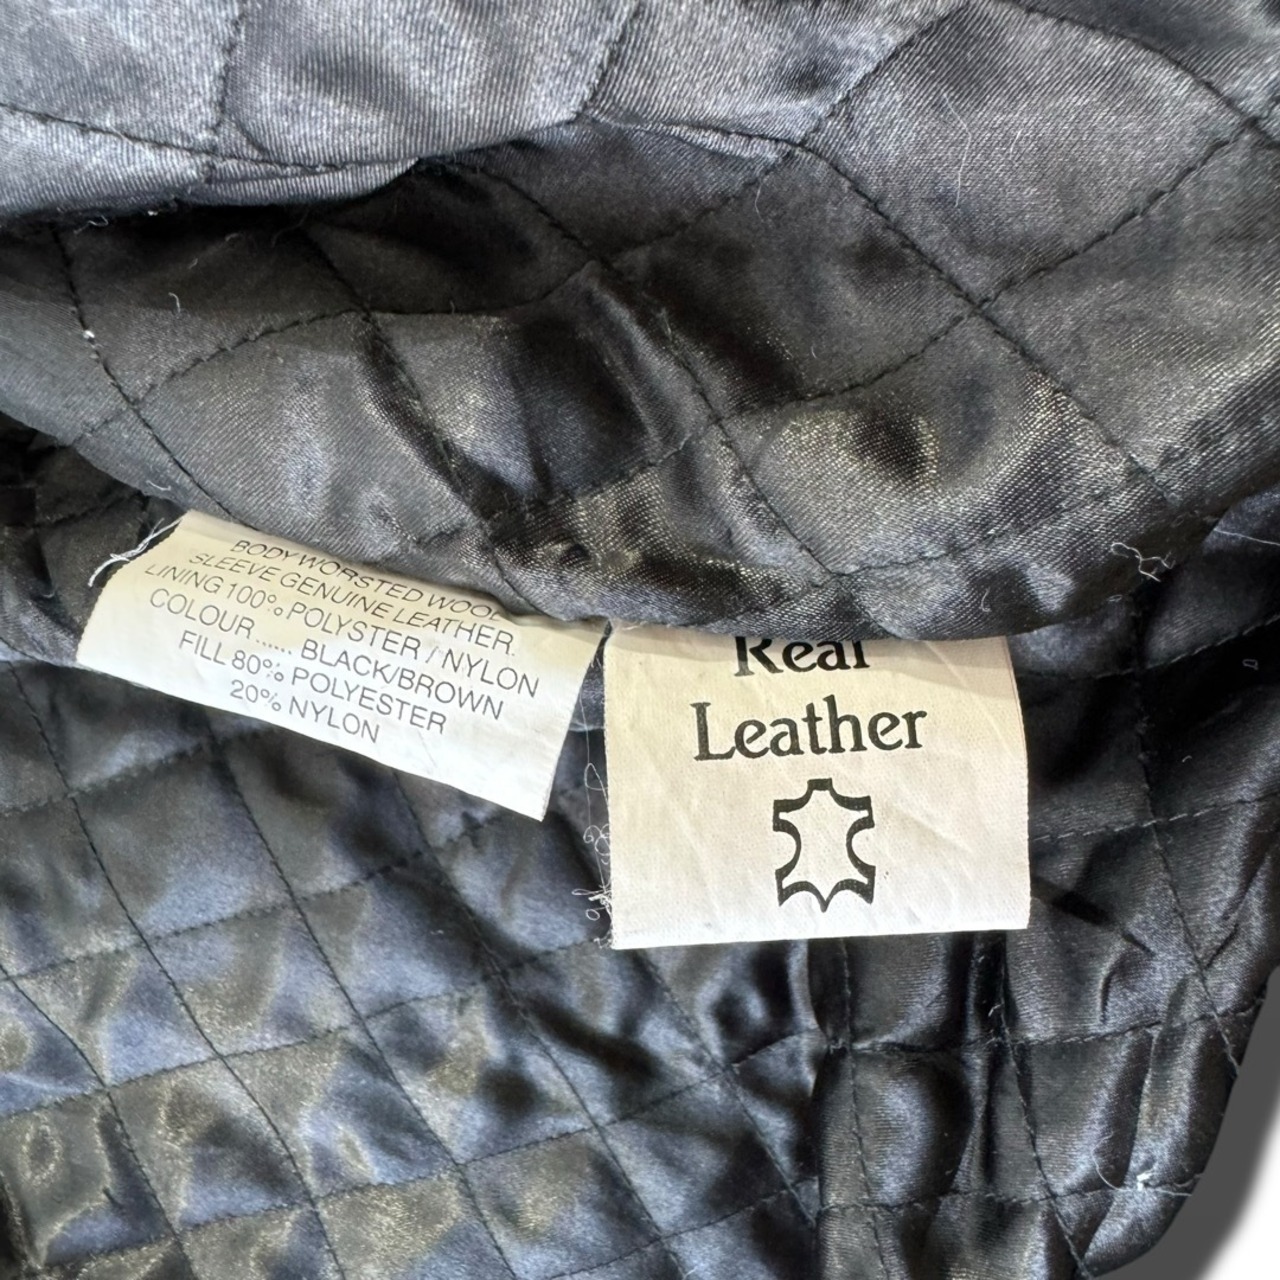 BODY WORSTED WOOL
SLEEVE GENUINE LEATHER.
LINING 100% POLYSTER / NYLON
COLOUR...... BLACK/BROWN
FILL 80% POLYESTER
20% NYLON
Real
Leather